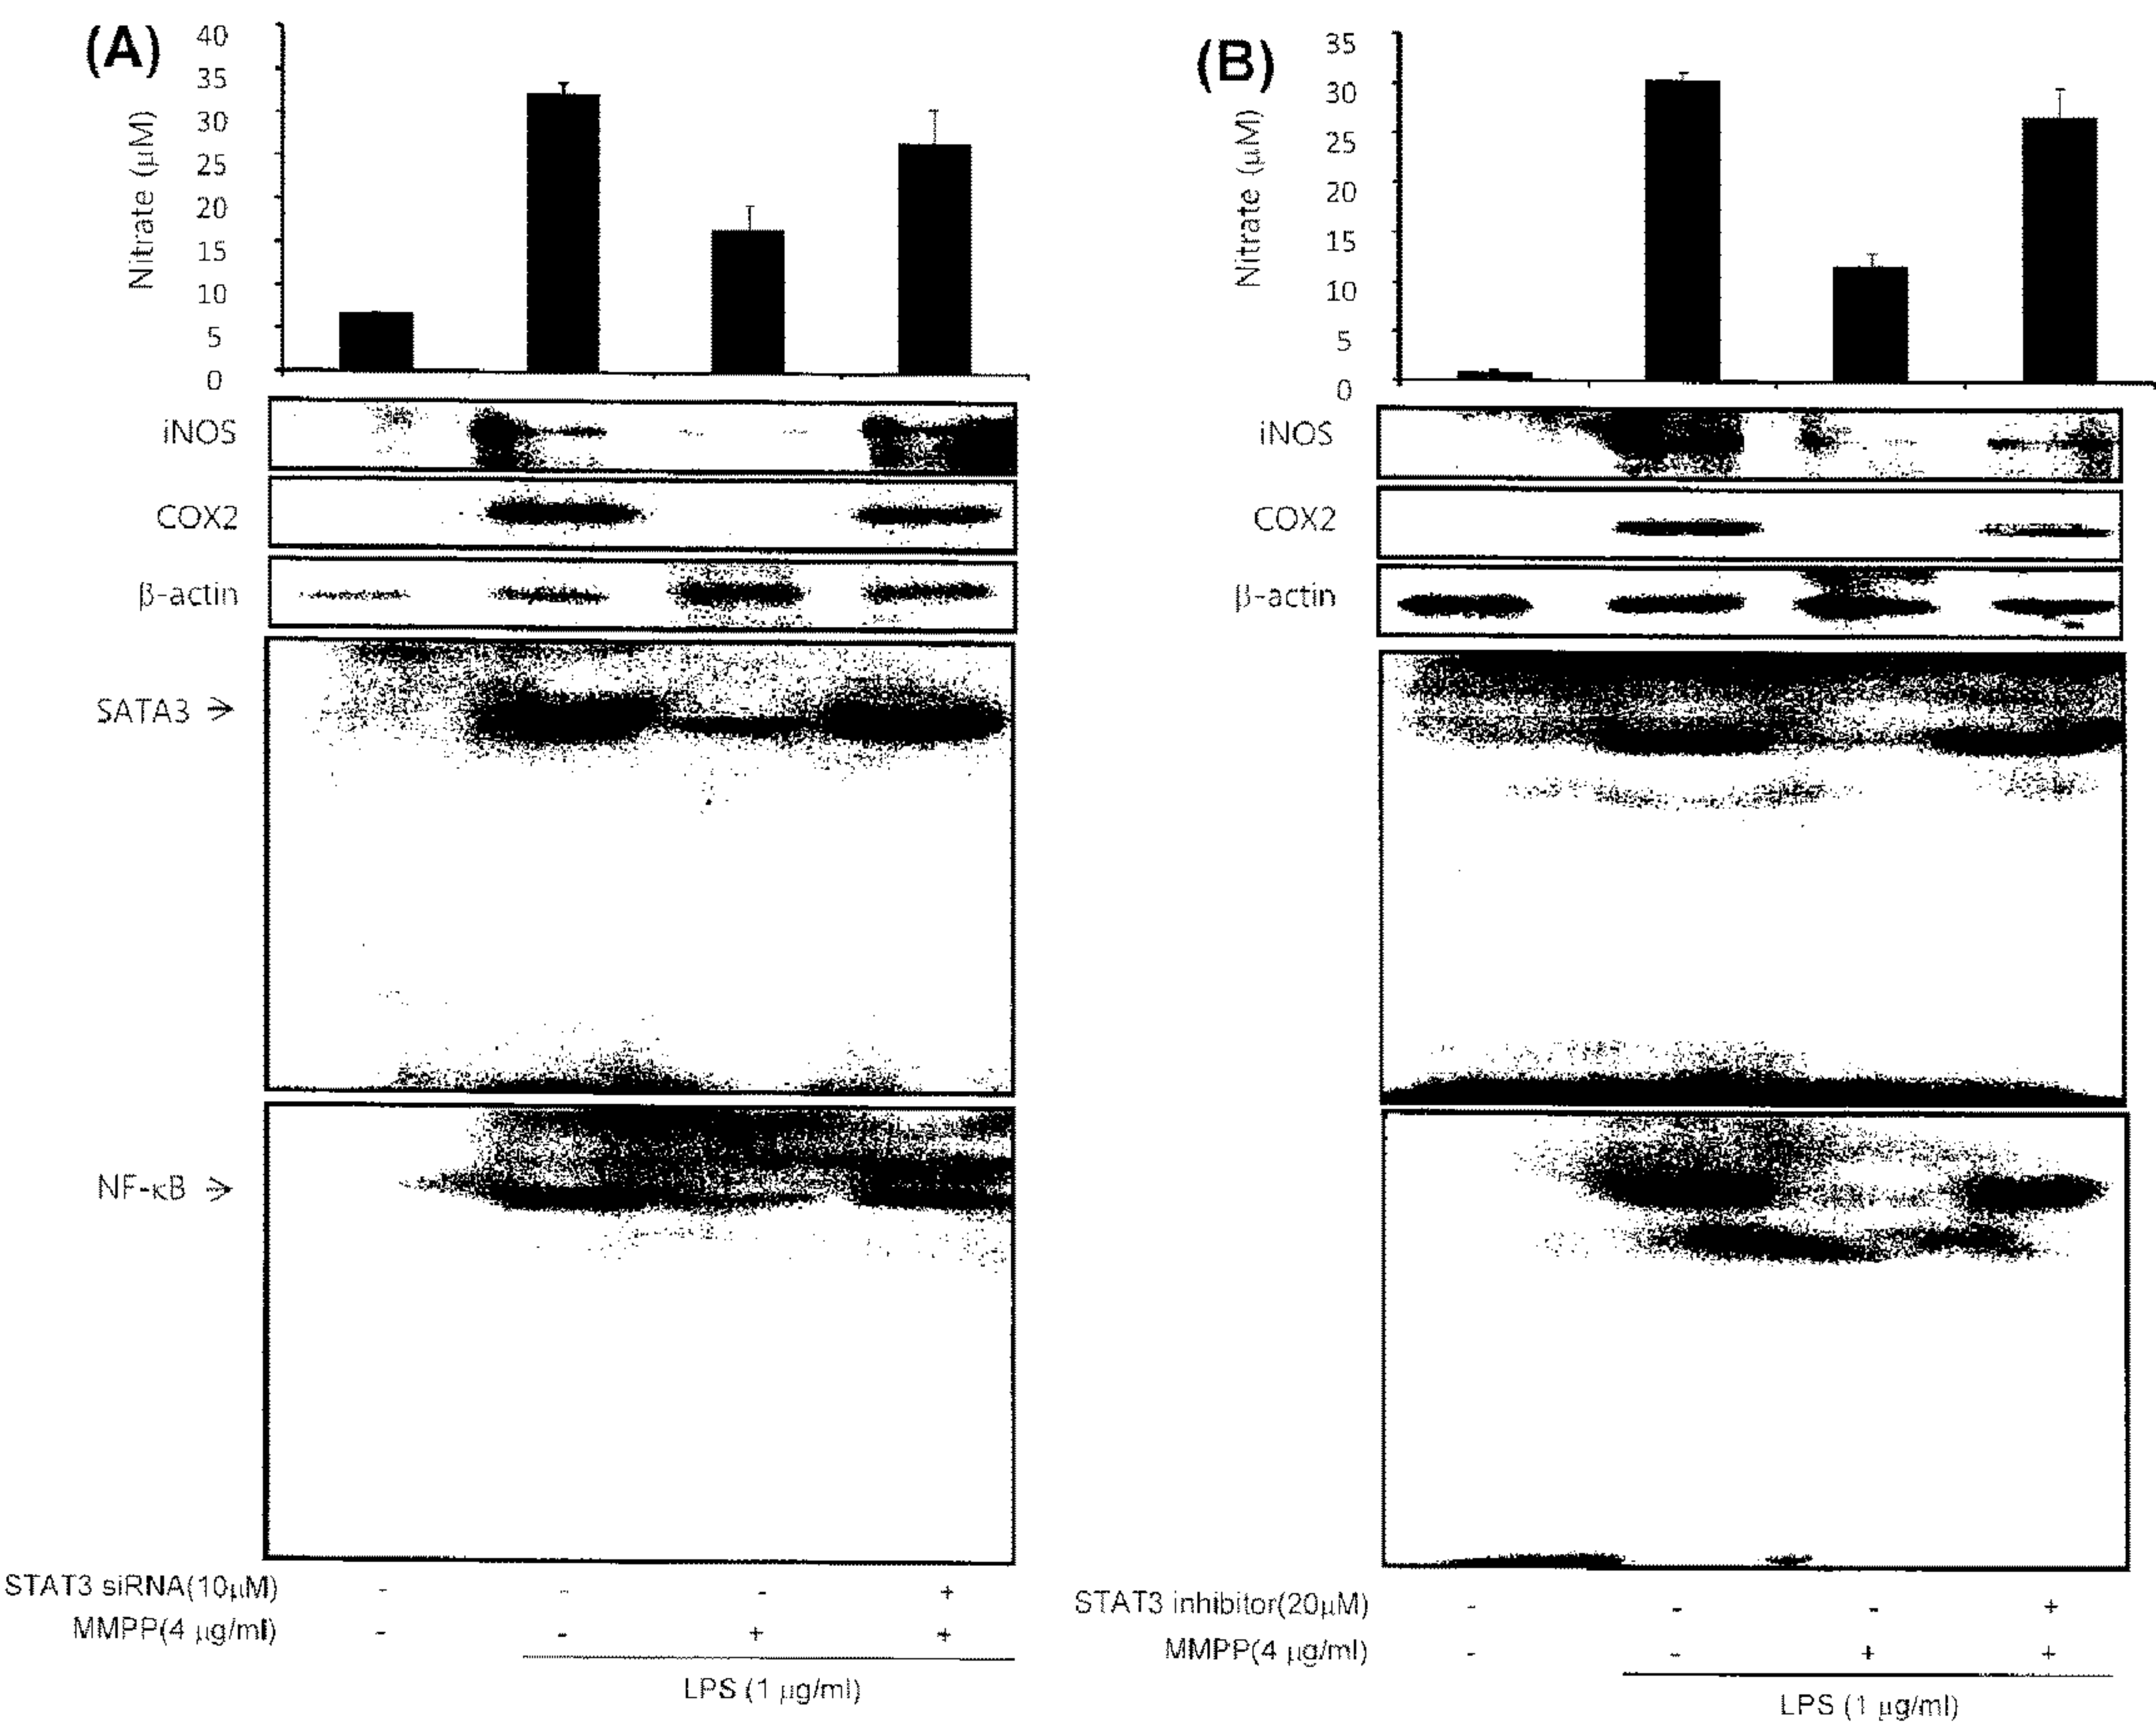 (A)
40
35
30
25
20
15
10
5
0
Nitrate (μM)
iNOS
COX2
β-actin
SATA3
NF-κB
STAT3 siRNA(10μM) - - - +
MMPP(4 μg/ml) - - + +
LPS (1 μg/ml)
(B)
35
30
25
20
15
10
5
0
Nitrate (μM)
iNOS
COX2
β-actin
STAT3 inhibitor(20μM) - - - +
MMPP(4 μg/ml) - - + +
LPS (1 μg/ml)